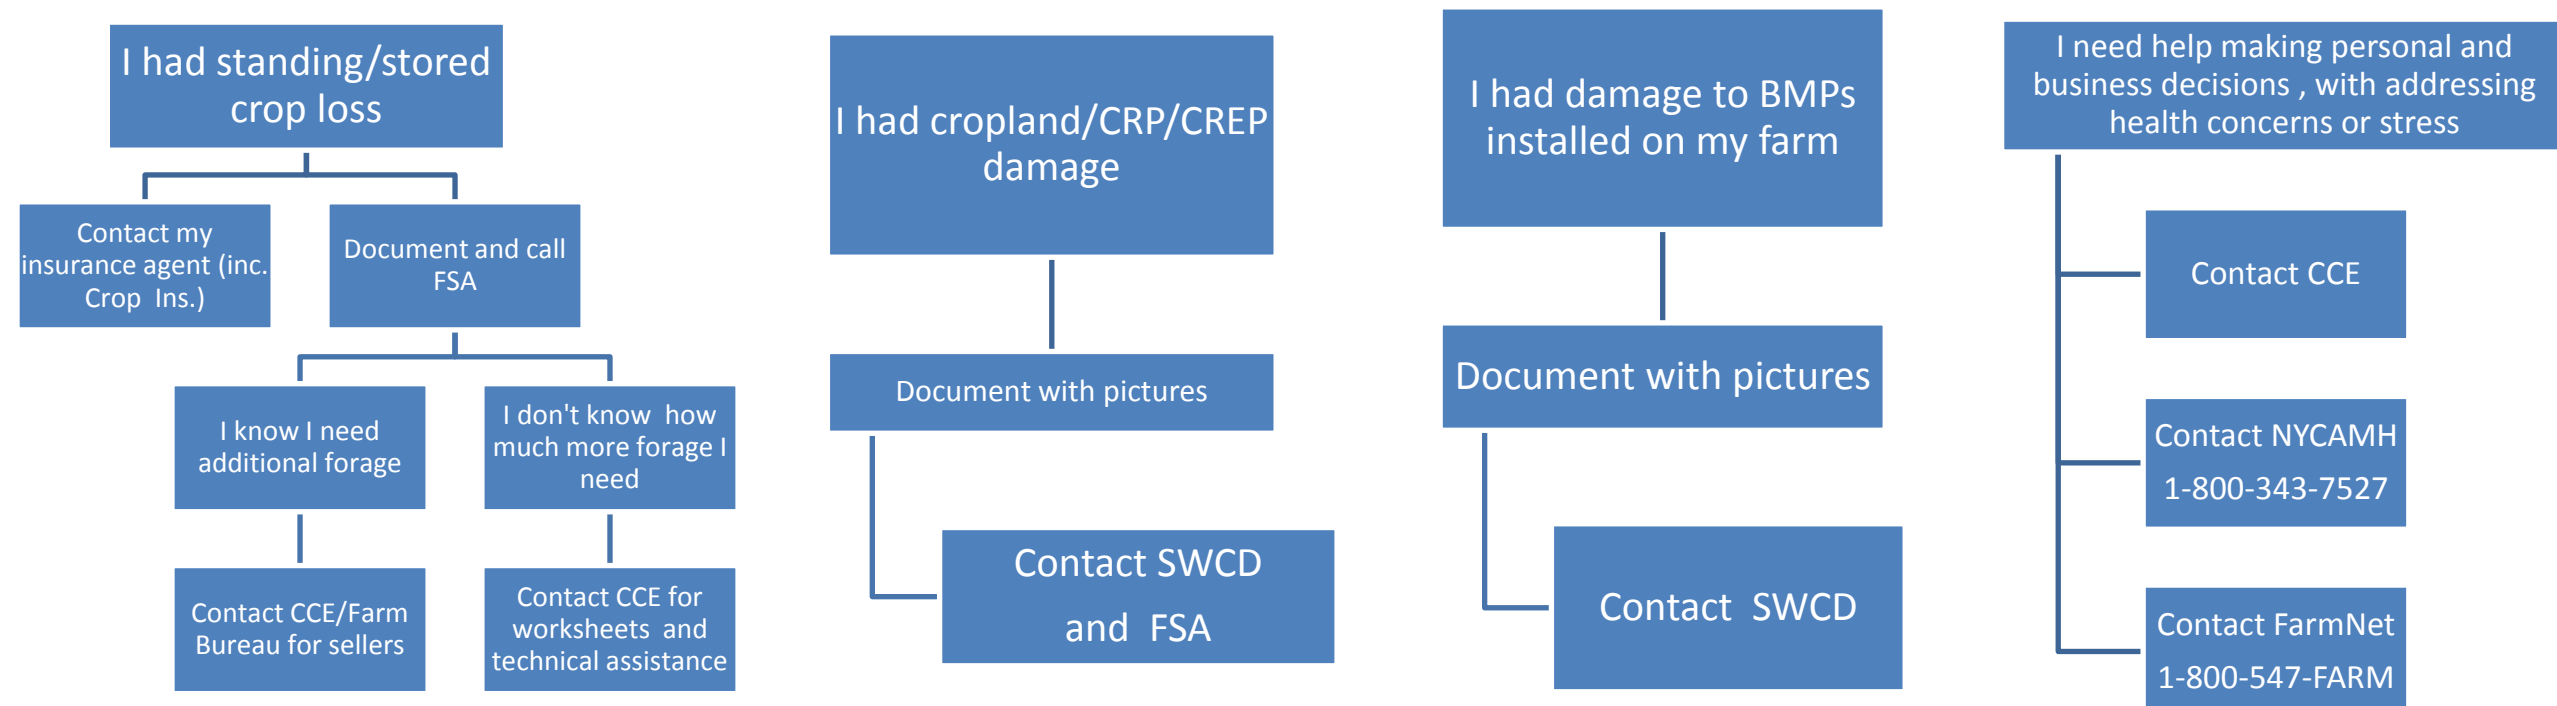 I had standing/stored
crop loss
Contact my
insurance agent (inc.
Crop Ins.)
Document and call
FSA
I know I need
additional forage
I don't know how
much more forage I
need
Contact CCE/Farm
Bureau for sellers
Contact CCE for
worksheets and
technical assistance
I had cropland/CRP/CREP
damage
Document with pictures
Contact SWCD
and FSA
I had damage to BMPs
installed on my farm
Document with pictures
Contact SWCD
I need help making personal and
business decisions , with addressing
health concerns or stress
Contact CCE
Contact NYCAMH
1-800-343-7527
Contact FarmNet
1-800-547-FARM